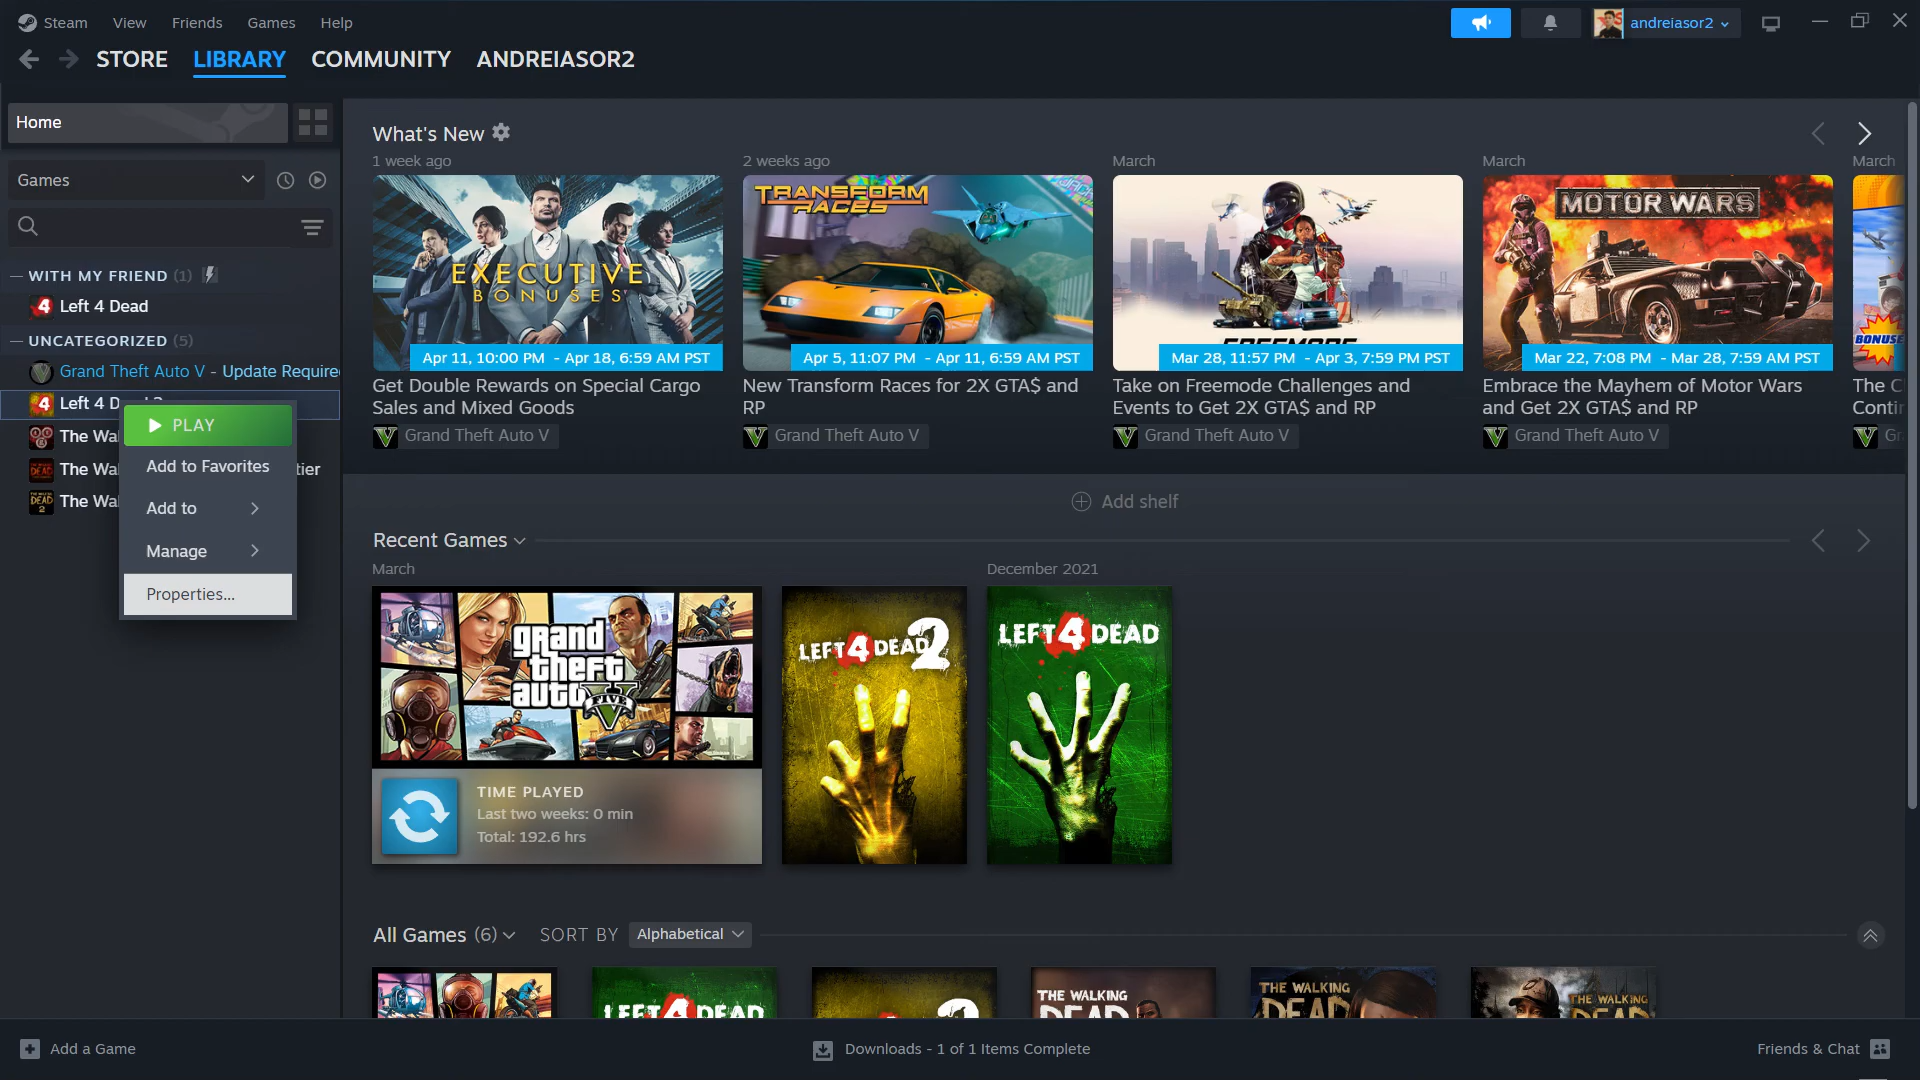 Steam View Friends Games Help
andreiasor2
STORE LIBRARY COMMUNITY ANDREIASOR2
Home
Games
WITH MY FRIEND (1)
Left 4 Dead
UNCATEGORIZED (5)
Grand Theft Auto V - Update Require
Left 4 D
The Wa
The Wa
tier
The Wa
PLAY
Add to Favorites
Add to
Manage
Properties...
What's New
1 week ago
EXECUTIVE
BONUSES
Apr 11, 10:00 PM - Apr 18, 6:59 AM PST
Get Double Rewards on Special Cargo
Sales and Mixed Goods
Grand Theft Auto V
2 weeks ago
TRANSFORM
RACES
Apr 5, 11:07 PM - Apr 11, 6:59 AM PST
New Transform Races for 2X GTA$ and
RP
Grand Theft Auto V
March
FREEMODE
Mar 28, 11:57 PM - Apr 3, 7:59 PM PST
Take on Freemode Challenges and
Events to Get 2X GTA$ and RP
Grand Theft Auto V
March
MOTOR WARS
Mar 22, 7:08 PM - Mar 28, 7:59 AM PST
Embrace the Mayhem of Motor Wars
and Get 2X GTA$ and RP
Grand Theft Auto V
March
BONUSE
The C
Contin
Gr
Add shelf
Recent Games
March
grand
theft
auto
FIVE
TIME PLAYED
Last two weeks: 0 min
Total: 192.6 hrs
LEFT 4 DEAD 2
December 2021
LEFT 4 DEAD
All Games (6) SORT BY Alphabetical
LEFT 4 DEAD
THE WALKING
DEAD
THE WALKING
DEAD
THE WALKING
DEAD
Add a Game
Downloads - 1 of 1 Items Complete
Friends & Chat